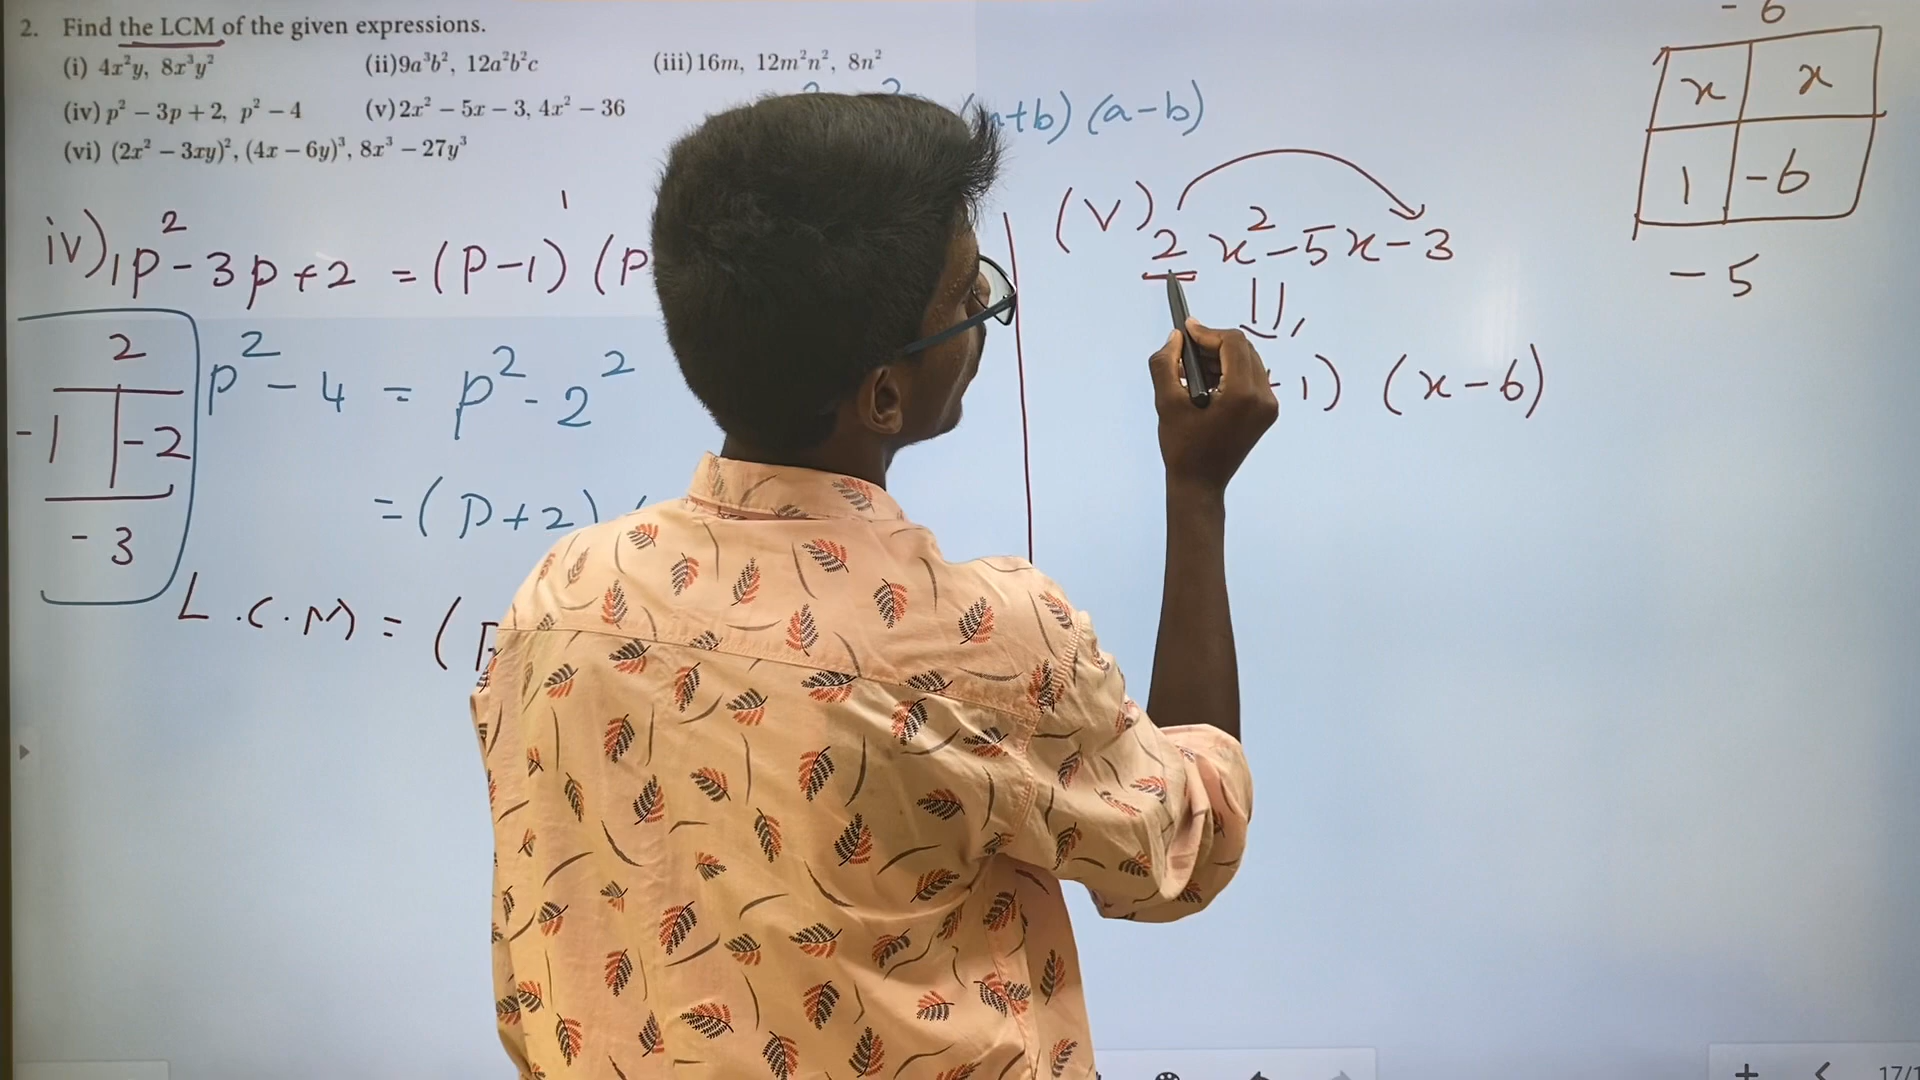 2. Find the LCM of the given expressions.
(i) 4x²y, 8x³y² (ii) 9a³b², 12a²b²c (iii) 16m, 12m²n², 8n²
(iv) p² − 3p + 2, p² − 4 (v) 2x² − 5x − 3, 4x² − 36
(vi) (2x² − 3xy)², (4x − 6y)³, 8x³ − 27y³
+b) (a-b)
iv) 1p² - 3p + 2 = (P-1) (P
2
-1 -2
-3
p² - 4 = p² - 2²
= (P+2) (
L.C.M = (
(V) 2x² - 5x - 3
1) (x-6)
-6
x x
1 -6
-5
17/1